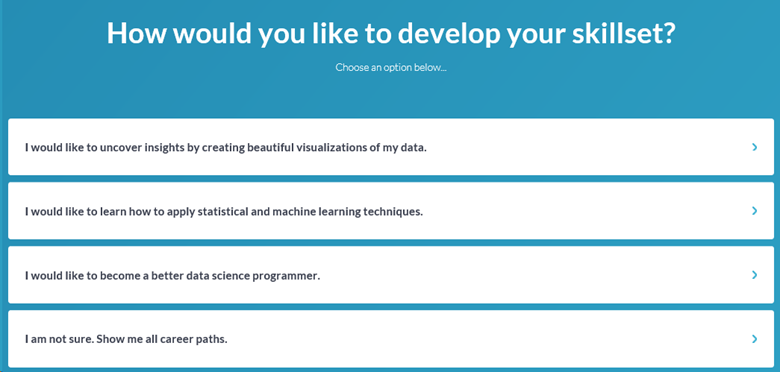 How would you like to develop your skillset?
Choose an option below...
I would like to uncover insights by creating beautiful visualizations of my data.
I would like to learn how to apply statistical and machine learning techniques.
I would like to become a better data science programmer.
I am not sure. Show me all career paths.